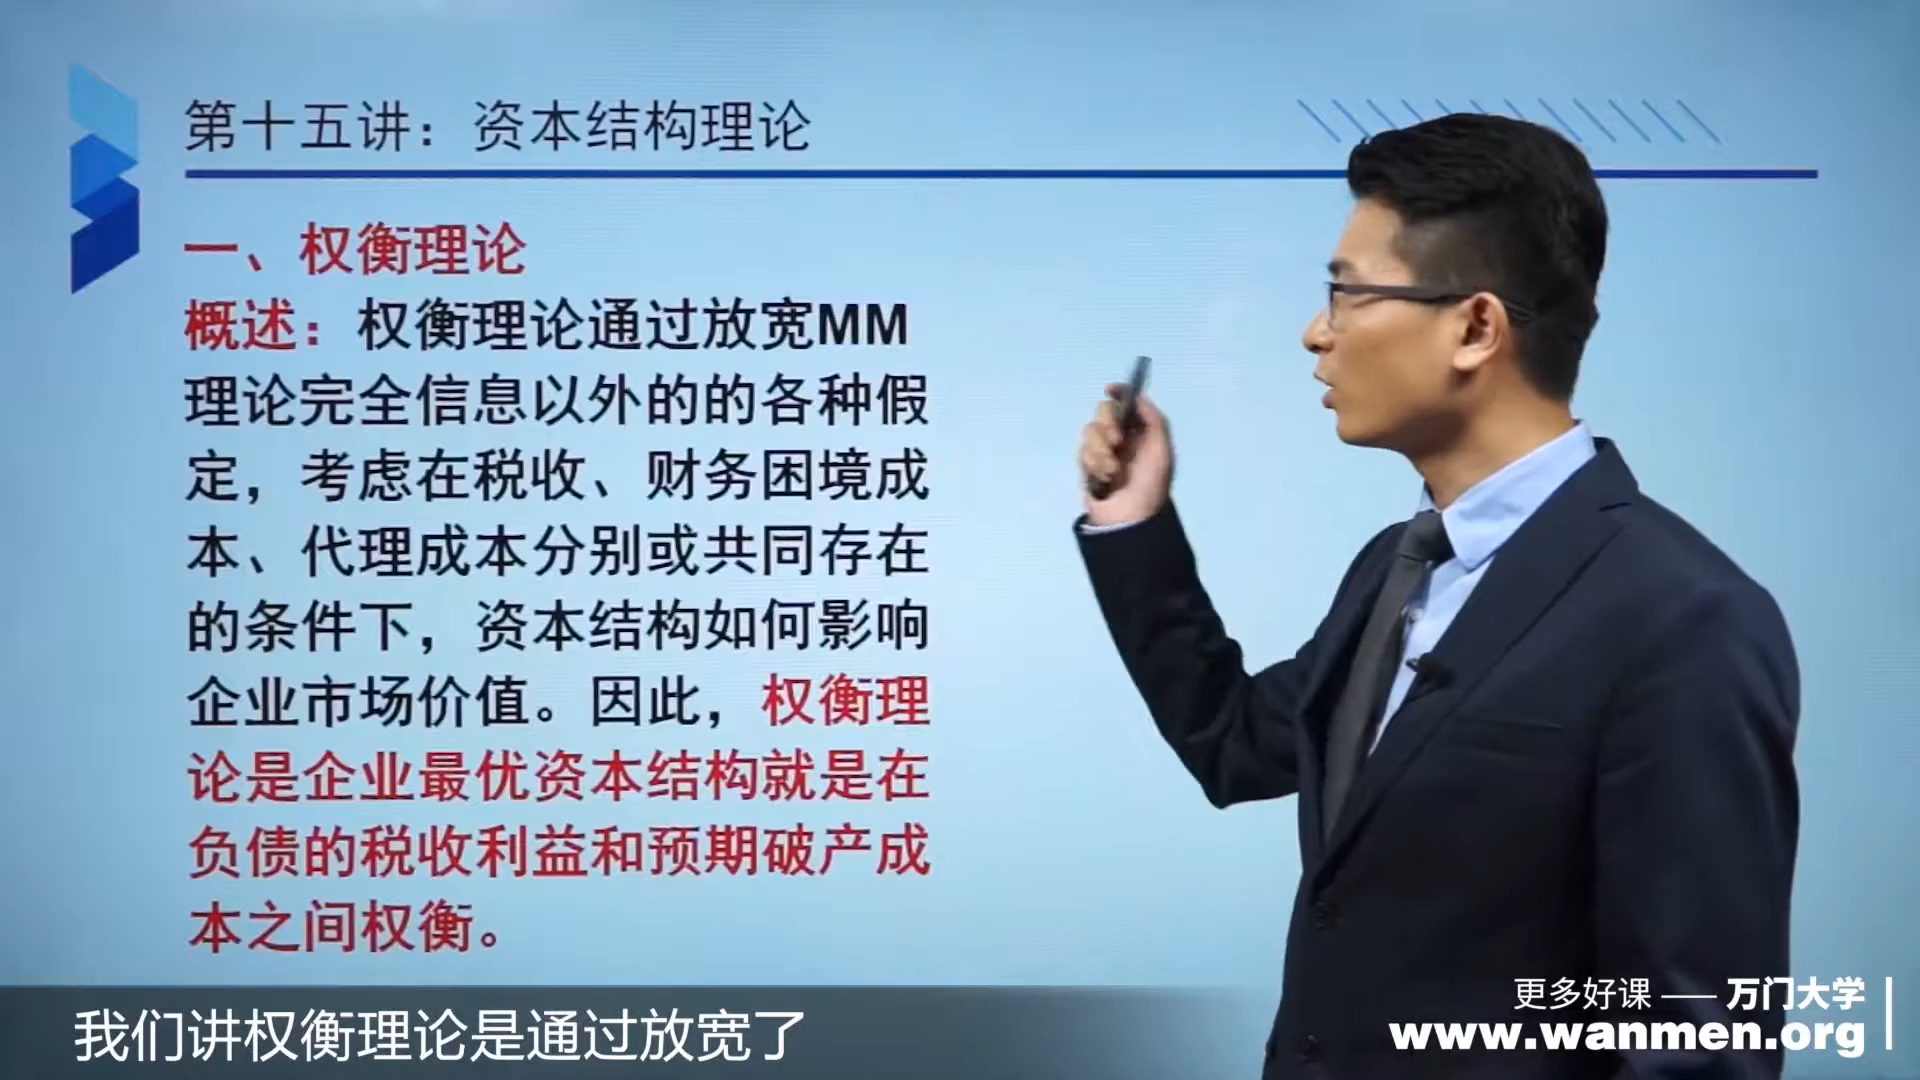 第十五讲：资本结构理论
一、权衡理论
概述：权衡理论通过放宽MM
理论完全信息以外的的各种假
定，考虑在税收、财务困境成
本、代理成本分别或共同存在
的条件下，资本结构如何影响
企业市场价值。因此，权衡理
论是企业最优资本结构就是在
负债的税收利益和预期破产成
本之间权衡。
我们讲权衡理论是通过放宽了
更多好课 —— 万门大学
www.wanmen.org